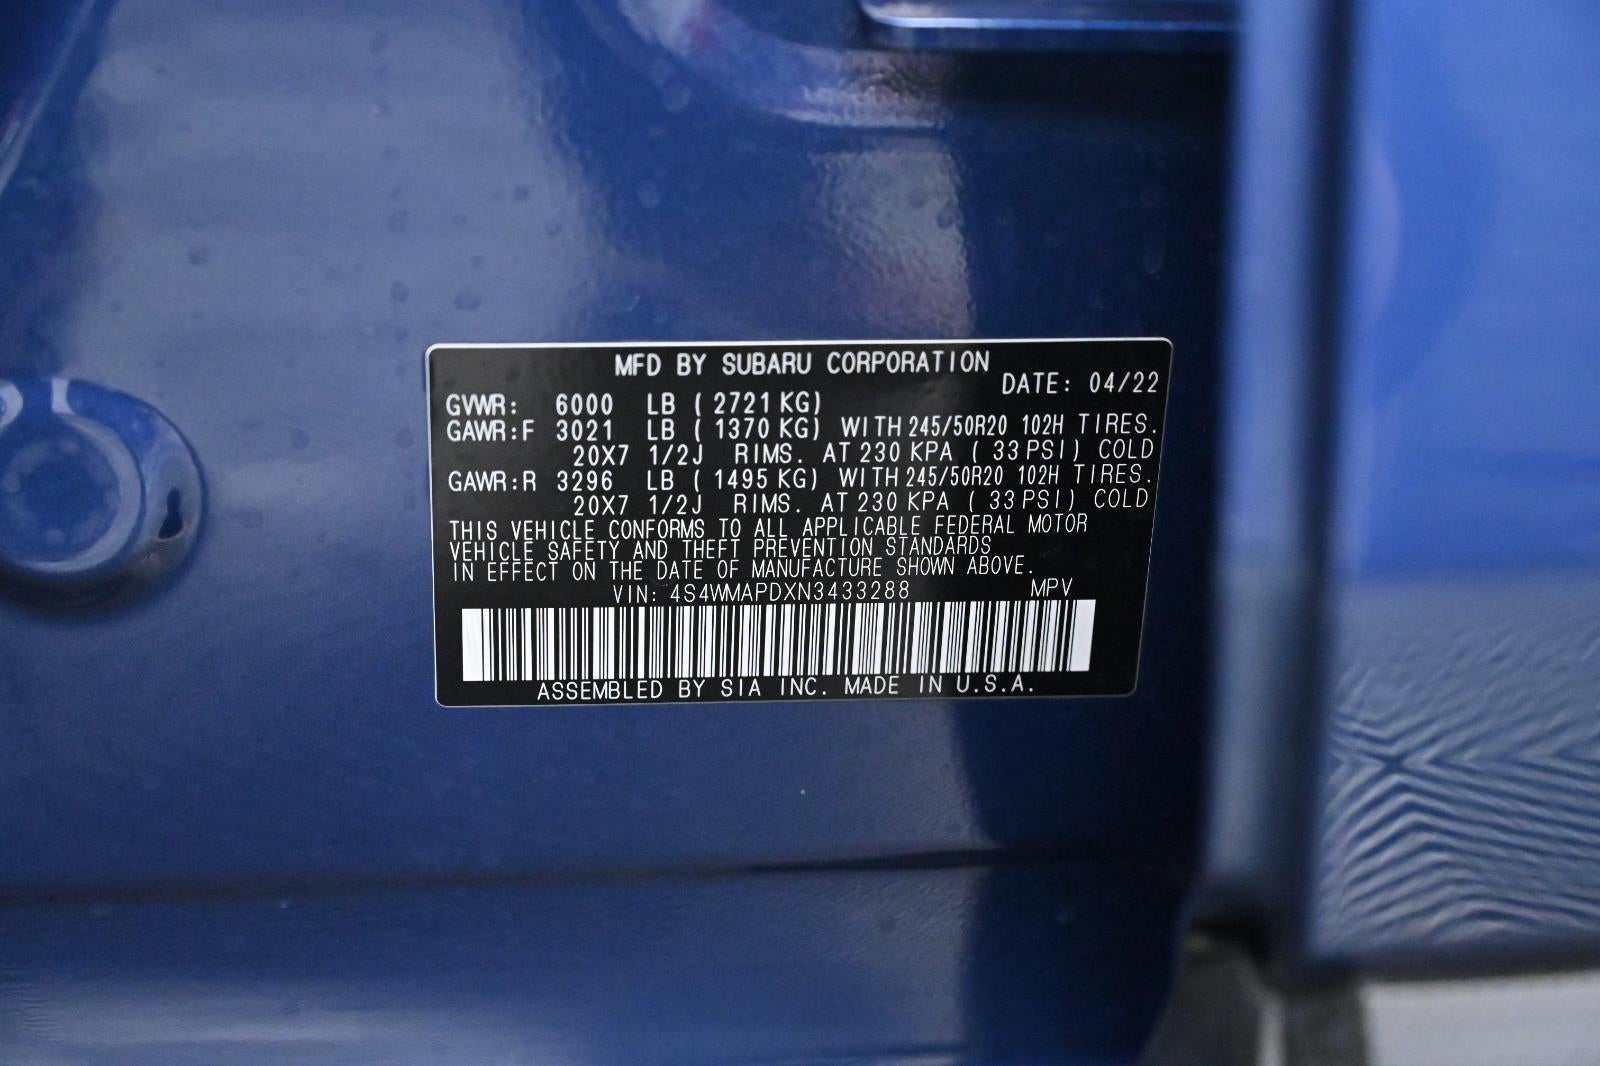 MFD BY SUBARU CORPORATION
DATE: 04/22
GVWR: 6000 LB ( 2721 KG)
GAWR:F 3021 LB ( 1370 KG) WITH 245/50R20 102H TIRES.
20X7 1/2J RIMS. AT 230 KPA ( 33 PSI) COLD
GAWR:R 3296 LB ( 1495 KG) WITH 245/50R20 102H TIRES.
20X7 1/2J RIMS. AT 230 KPA ( 33 PSI) COLD
THIS VEHICLE CONFORMS TO ALL APPLICABLE FEDERAL MOTOR
VEHICLE SAFETY AND THEFT PREVENTION STANDARDS
IN EFFECT ON THE DATE OF MANUFACTURE SHOWN ABOVE.
VIN: 4S4WMAPDXN3433288 MPV
ASSEMBLED BY SIA INC. MADE IN U.S.A.